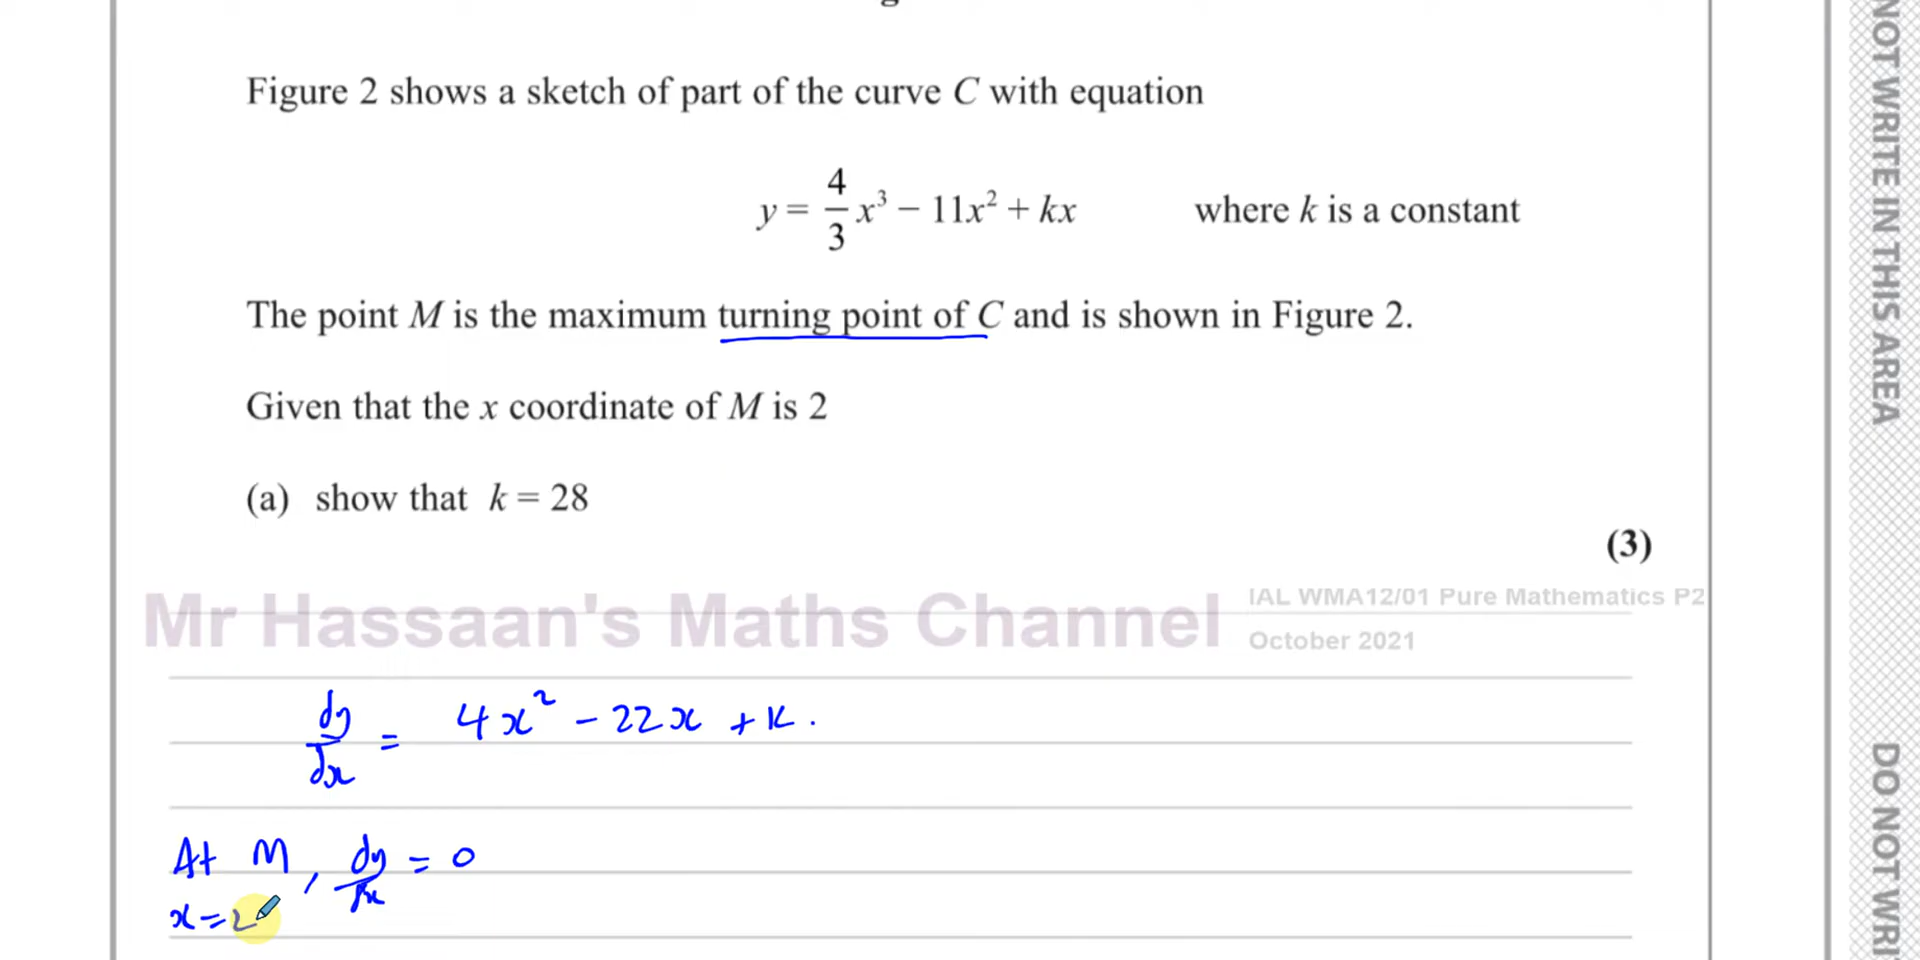 Figure 2 shows a sketch of part of the curve C with equation
y = 4/3 x³ − 11x² + kx where k is a constant
The point M is the maximum turning point of C and is shown in Figure 2.
Given that the x coordinate of M is 2
(a) show that k = 28
(3)
Mr Hassaan's Maths Channel
IAL WMA12/01 Pure Mathematics P2
October 2021
dy/dx = 4x² − 22x + k.
At M, dy/dx = 0
x = 2
NOT WRITE IN THIS AREA
DO NOT WRI